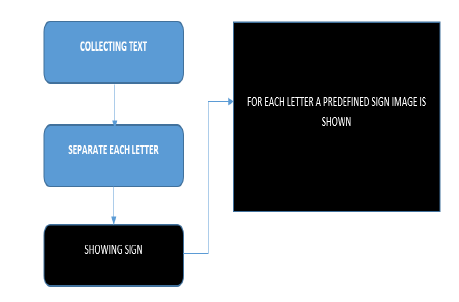 COLLECTING TEXT
SEPARATE EACH LETTER
SHOWING SIGN
FOR EACH LETTER A PREDEFINED SIGN IMAGE IS
SHOWN